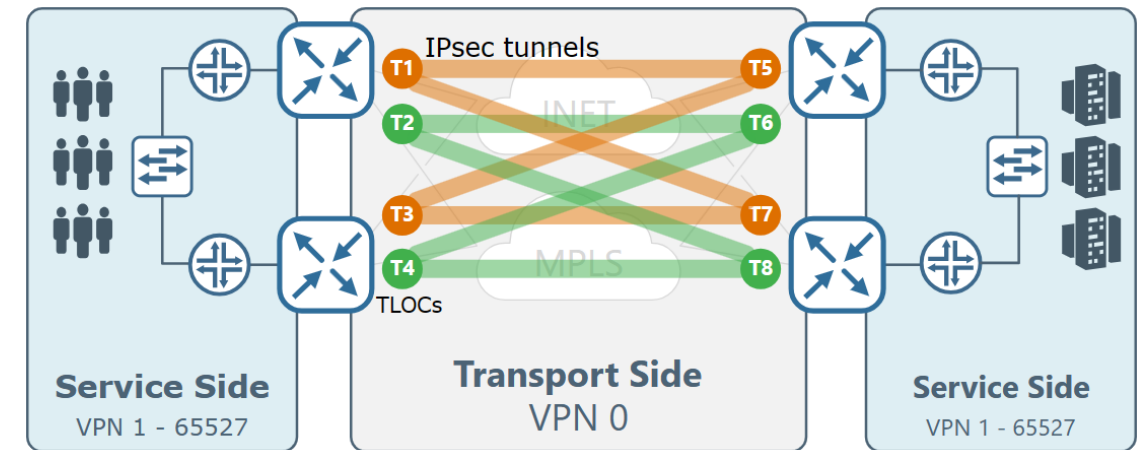 IPsec tunnels
T1
T5
INET
T2
T6
T3
T7
MPLS
T4
T8
TLOCs
Service Side
VPN 1 - 65527
Transport Side
VPN 0
Service Side
VPN 1 - 65527